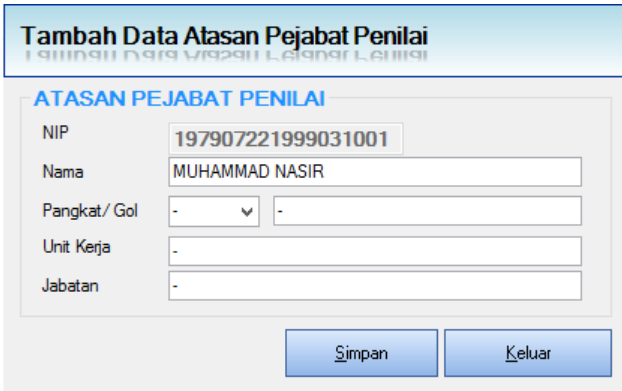 Tambah Data Atasan Pejabat Penilai
ATASAN PEJABAT PENILAI
NIP 197907221999031001
Nama MUHAMMAD NASIR
Pangkat/ Gol - -
Unit Kerja -
Jabatan -
Simpan Keluar